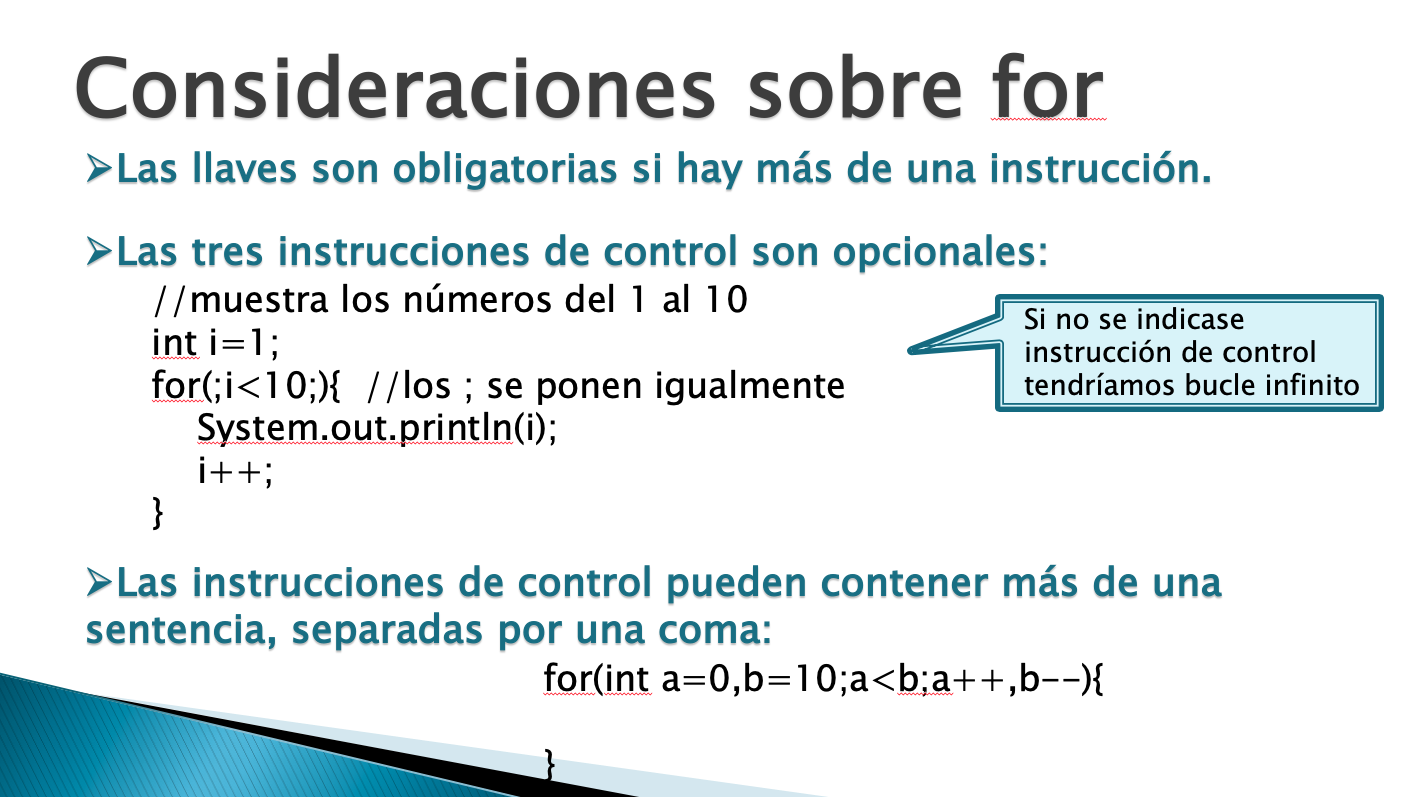 Consideraciones sobre for
➢Las llaves son obligatorias si hay más de una instrucción.
➢Las tres instrucciones de control son opcionales:
//muestra los números del 1 al 10
int i=1;
for(;i<10;){  //los ; se ponen igualmente
System.out.println(i);
i++;
}
Si no se indicase
instrucción de control
tendríamos bucle infinito
➢Las instrucciones de control pueden contener más de una
sentencia, separadas por una coma:
for(int a=0,b=10;a<b;a++,b--){
}